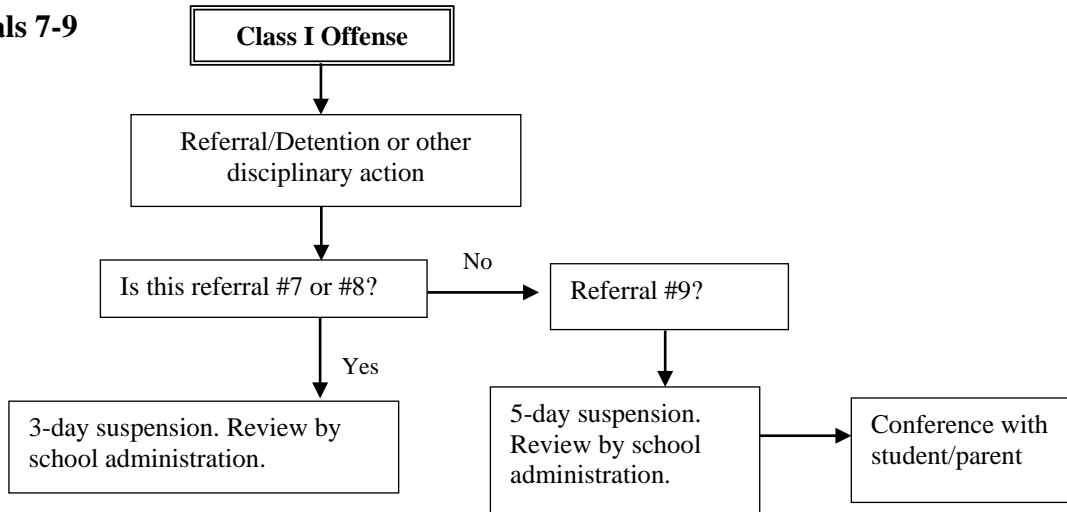 als 7-9
Class I Offense
Referral/Detention or other
disciplinary action
Is this referral #7 or #8?
No
Referral #9?
Yes
3-day suspension. Review by
school administration.
5-day suspension.
Review by school
administration.
Conference with
student/parent